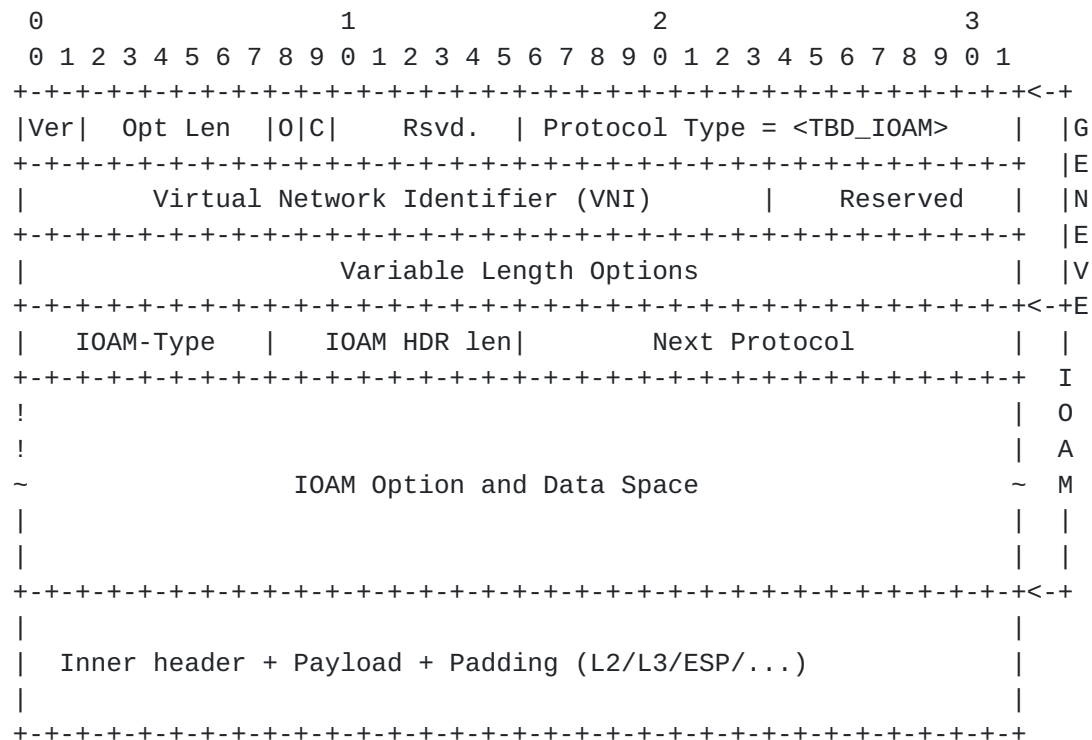 0                   1                   2                   3
 0 1 2 3 4 5 6 7 8 9 0 1 2 3 4 5 6 7 8 9 0 1 2 3 4 5 6 7 8 9 0 1
+-+-+-+-+-+-+-+-+-+-+-+-+-+-+-+-+-+-+-+-+-+-+-+-+-+-+-+-+-+-+-+-+<-+
|Ver|  Opt Len  |O|C|    Rsvd.  | Protocol Type = <TBD_IOAM>    |  |G
+-+-+-+-+-+-+-+-+-+-+-+-+-+-+-+-+-+-+-+-+-+-+-+-+-+-+-+-+-+-+-+-+  |E
|        Virtual Network Identifier (VNI)       |    Reserved   |  |N
+-+-+-+-+-+-+-+-+-+-+-+-+-+-+-+-+-+-+-+-+-+-+-+-+-+-+-+-+-+-+-+-+  |E
|                    Variable Length Options                    |  |V
+-+-+-+-+-+-+-+-+-+-+-+-+-+-+-+-+-+-+-+-+-+-+-+-+-+-+-+-+-+-+-+-+<-+E
|   IOAM-Type   |   IOAM HDR len|        Next Protocol          |  |
+-+-+-+-+-+-+-+-+-+-+-+-+-+-+-+-+-+-+-+-+-+-+-+-+-+-+-+-+-+-+-+-+  I
!                                                               |  O
!                                                               |  A
~                 IOAM Option and Data Space                    ~  M
|                                                               |  |
|                                                               |  |
+-+-+-+-+-+-+-+-+-+-+-+-+-+-+-+-+-+-+-+-+-+-+-+-+-+-+-+-+-+-+-+-+<-+
|                                                               |
|  Inner header + Payload + Padding (L2/L3/ESP/...)             |
|                                                               |
+-+-+-+-+-+-+-+-+-+-+-+-+-+-+-+-+-+-+-+-+-+-+-+-+-+-+-+-+-+-+-+-+